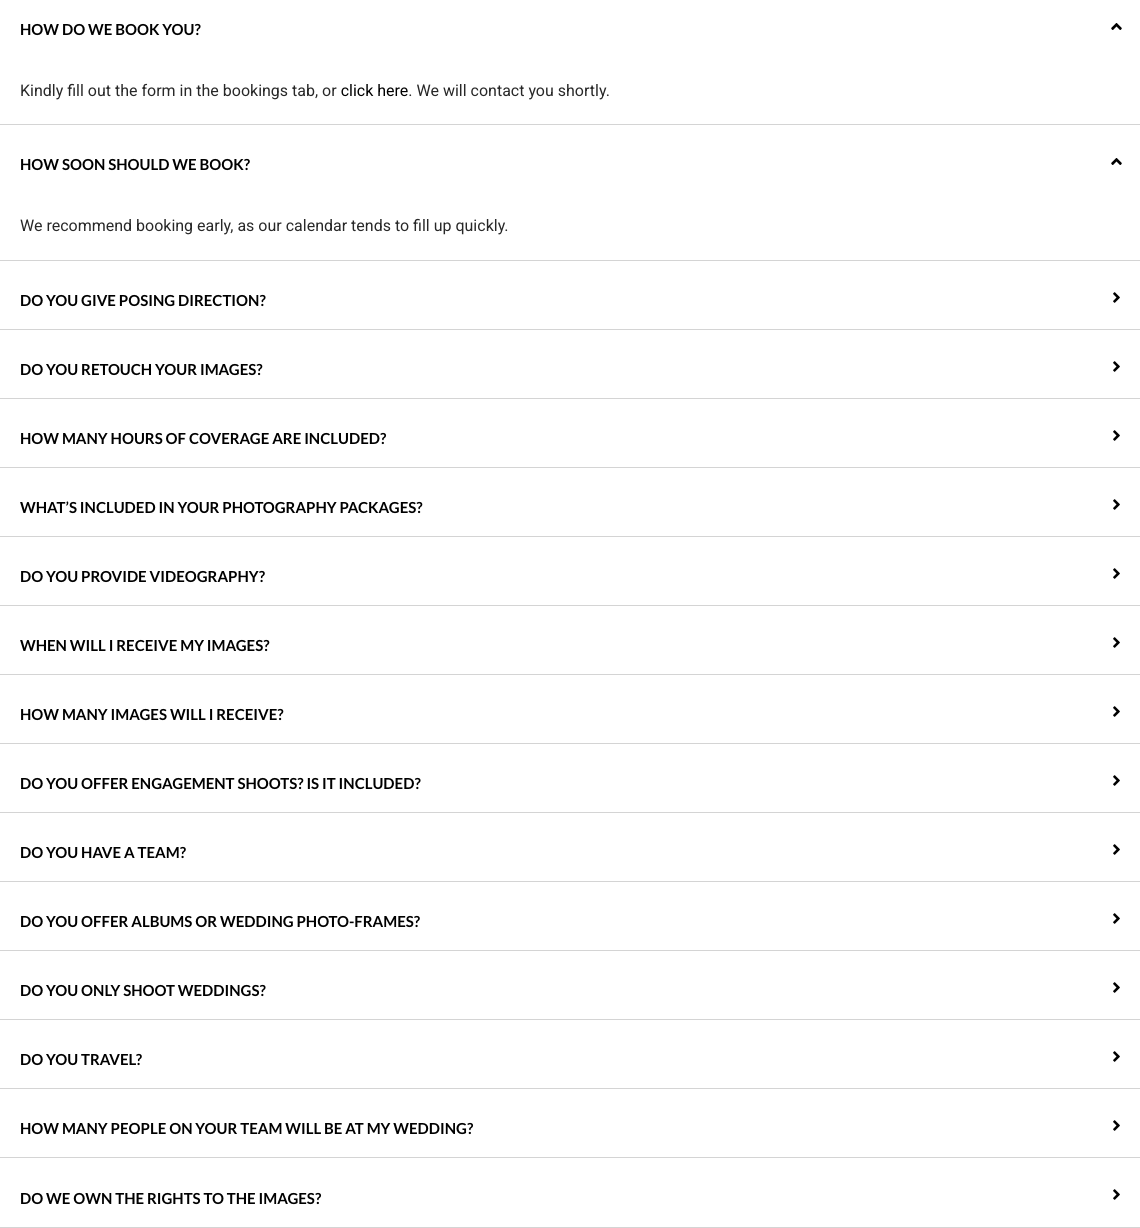 HOW DO WE BOOK YOU?
Kindly fill out the form in the bookings tab, or click here. We will contact you shortly.
HOW SOON SHOULD WE BOOK?
We recommend booking early, as our calendar tends to fill up quickly.
DO YOU GIVE POSING DIRECTION?
DO YOU RETOUCH YOUR IMAGES?
HOW MANY HOURS OF COVERAGE ARE INCLUDED?
WHAT’S INCLUDED IN YOUR PHOTOGRAPHY PACKAGES?
DO YOU PROVIDE VIDEOGRAPHY?
WHEN WILL I RECEIVE MY IMAGES?
HOW MANY IMAGES WILL I RECEIVE?
DO YOU OFFER ENGAGEMENT SHOOTS? IS IT INCLUDED?
DO YOU HAVE A TEAM?
DO YOU OFFER ALBUMS OR WEDDING PHOTO-FRAMES?
DO YOU ONLY SHOOT WEDDINGS?
DO YOU TRAVEL?
HOW MANY PEOPLE ON YOUR TEAM WILL BE AT MY WEDDING?
DO WE OWN THE RIGHTS TO THE IMAGES?